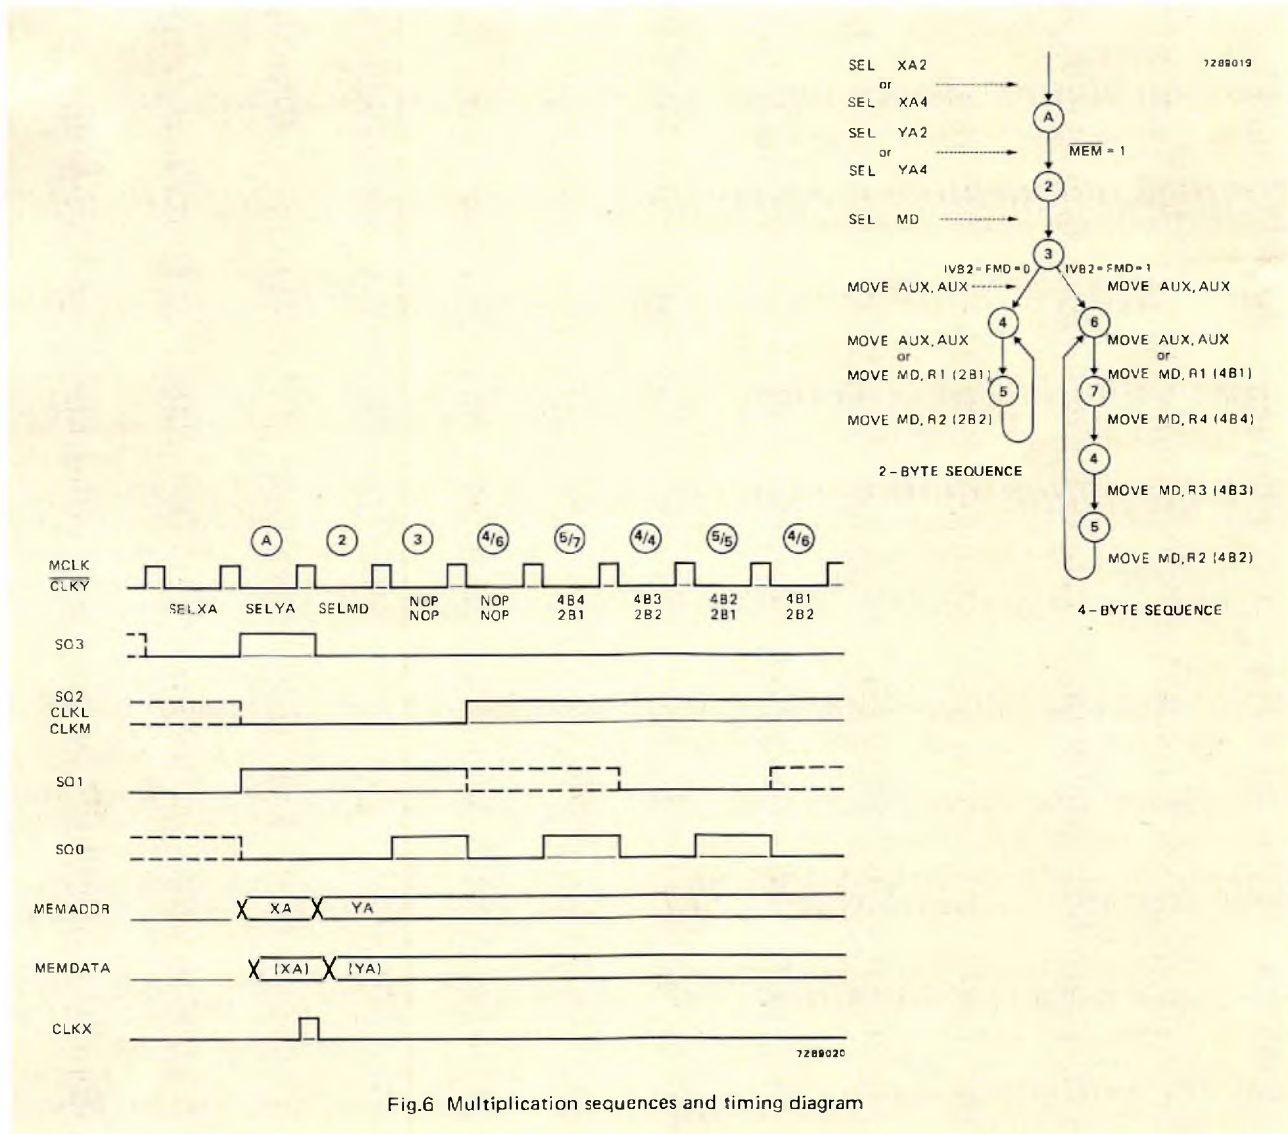 7289019
SEL XA2
or
SEL XA4
A
SEL YA2
or
SEL YA4
MEM = 1
2
SEL MD
3
IVB2=FMD=0 IVB2=FMD=1
MOVE AUX,AUX MOVE AUX,AUX
4 6
MOVE AUX,AUX MOVE AUX,AUX
or or
MOVE MD,R1 (2B1) MOVE MD,R1 (4B1)
5 7
MOVE MD,R2 (2B2) MOVE MD,R4 (4B4)
4
2-BYTE SEQUENCE
MOVE MD,R3 (4B3)
5
MOVE MD,R2 (4B2)
4-BYTE SEQUENCE
A 2 3 4/6 5/7 4/4 5/5 4/6
MCLK
CLKY
SELXA SELYA SELMD NOP NOP 4B4 4B3 4B2 4B1
NOP NOP 2B1 2B2 2B1 2B2
SQ3
SQ2
CLKL
CLKM
SQ1
SQ0
MEMADDR XA YA
MEMDATA (XA) (YA)
CLKX
7289020
Fig.6 Multiplication sequences and timing diagram